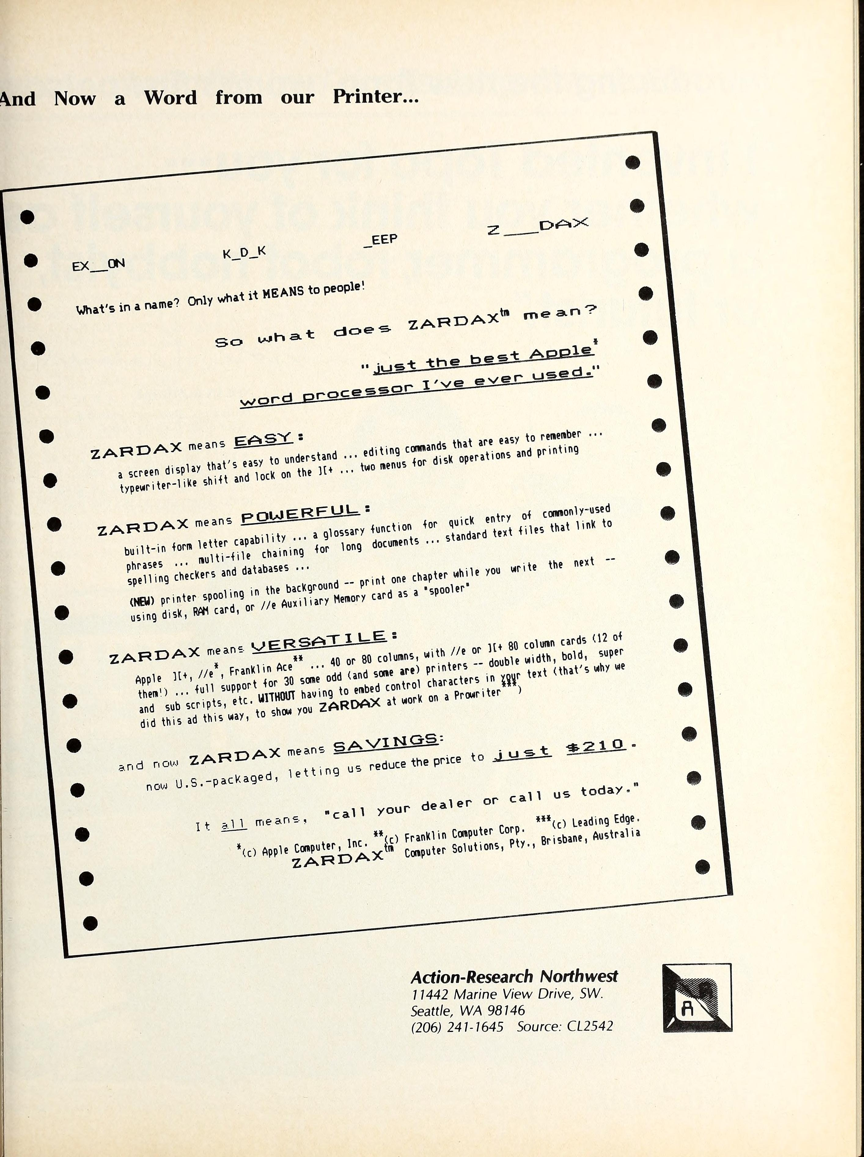 And Now a Word from our Printer...
EX__ON K_D_K _EEP Z___DAX
What's in a name? Only what it MEANS to people!
So what does ZARDAX™ mean?
"just the best Apple*
word processor I've ever used."
ZARDAX means EASY:
a screen display that's easy to understand ... editing commands that are easy to remember ...
typewriter-like shift and lock on the ][+ ... two menus for disk operations and printing
ZARDAX means POWERFUL:
built-in form letter capability ... a glossary function for quick entry of commonly-used
phrases ... multi-file chaining for long documents ... standard text files that link to
spelling checkers and databases ...
(NEW) printer spooling in the background -- print one chapter while you write the next --
using disk, RAM card, or //e Auxiliary Memory card as a "spooler"
ZARDAX means VERSATILE:
Apple ][+, //e*, Franklin Ace** ... 40 or 80 columns, with //e or ][+ 80 column cards (12 of
them!) ... full support for 30 some odd (and some are) printers -- double width, bold, super
and sub scripts, etc. WITHOUT having to embed control characters in your text (that's why we
did this ad this way, to show you ZARDAX at work on a Prowriter***)
and now ZARDAX means SAVINGS:
now U.S.-packaged, letting us reduce the price to just $210.
It all means, "call your dealer or call us today."
*(c) Apple Computer, Inc. **(c) Franklin Computer Corp. ***(c) Leading Edge.
ZARDAX™ Computer Solutions, Pty., Brisbane, Australia
Action-Research Northwest
11442 Marine View Drive, SW.
Seattle, WA 98146
(206) 241-1645 Source: CL2542